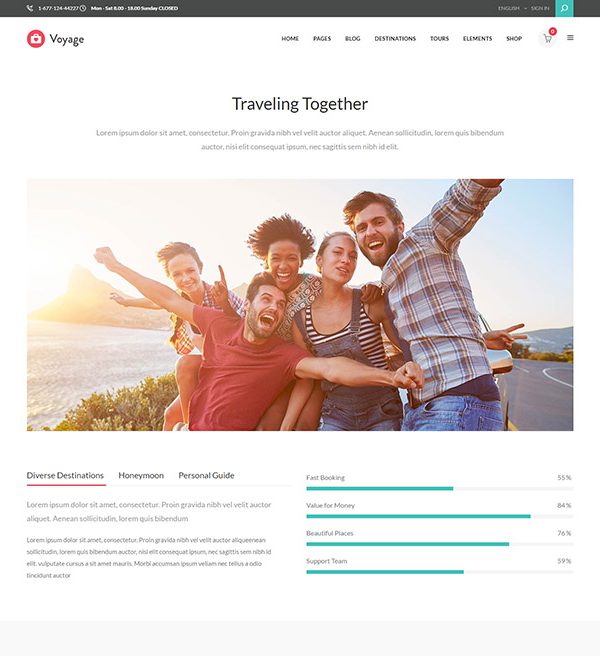 1-677-124-44227 Mon - Sat 8.00 - 18.00 Sunday CLOSED
ENGLISH SIGN IN
Voyage
HOME PAGES BLOG DESTINATIONS TOURS ELEMENTS SHOP 0
Traveling Together
Lorem ipsum dolor sit amet, consectetur. Proin gravida nibh vel velit auctor aliquet. Aenean sollicitudin, lorem quis bibendum
auctor, nisi elit consequat ipsum, nec sagittis sem nibh id elit.
Diverse Destinations Honeymoon Personal Guide
Lorem ipsum dolor sit amet, consectetur. Proin gravida nibh vel velit auctor
aliquet. Aenean sollicitudin, lorem quis bibendum
Lorem ipsum dolor sit amet, consectetur. Proin gravida nibh vel velit auctor aliqueenean
sollicitudin, lorem quis bibendum auctor, nisi elit consequat ipsum, nec sagittis sem nibh id
elit. vulputate cursus a sit amet mauris. Morbi accumsan ipsum veliam nec tellus a odio
tincidunt auctor
Fast Booking 55%
Value for Money 84%
Beautiful Places 76%
Support Team 59%